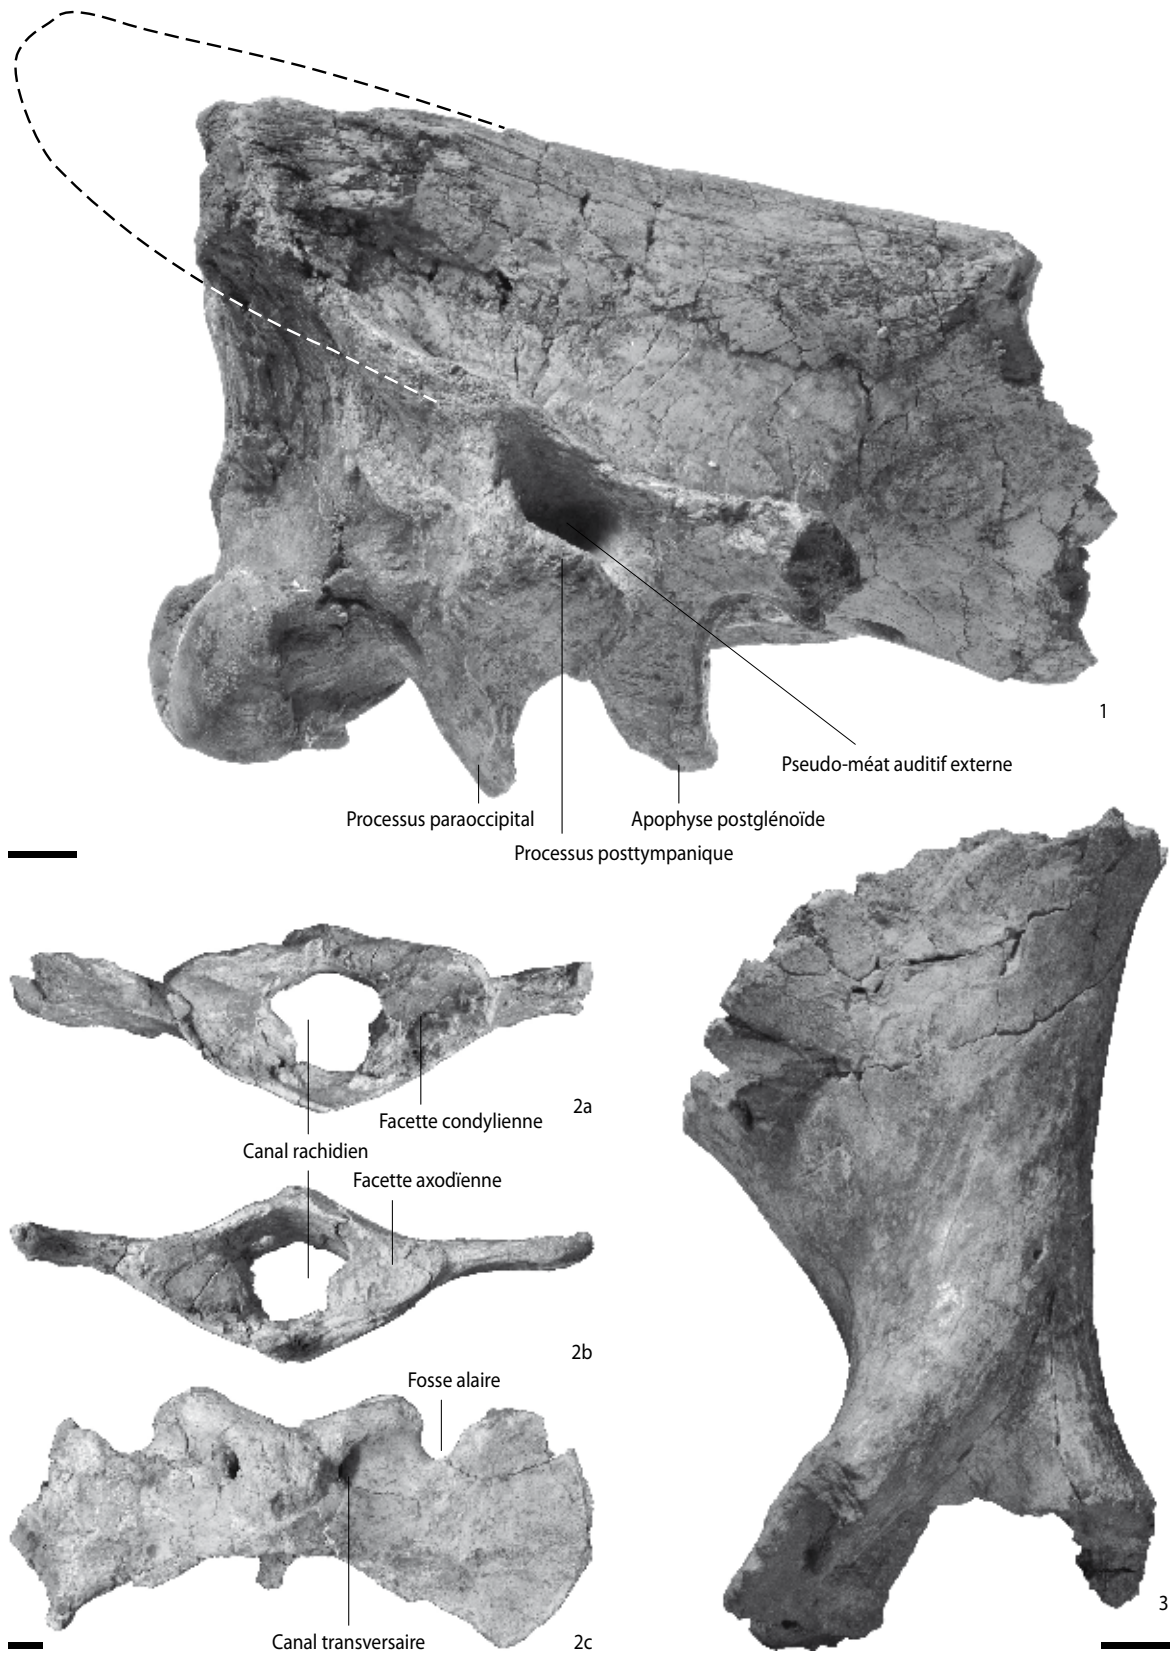 1
Pseudo-méat auditif externe
Processus paraoccipital
Apophyse postglénoïde
Processus posttympanique
2a
Facette condylienne
Canal rachidien
Facette axodïenne
2b
Fosse alaire
3
Canal transversaire
2c